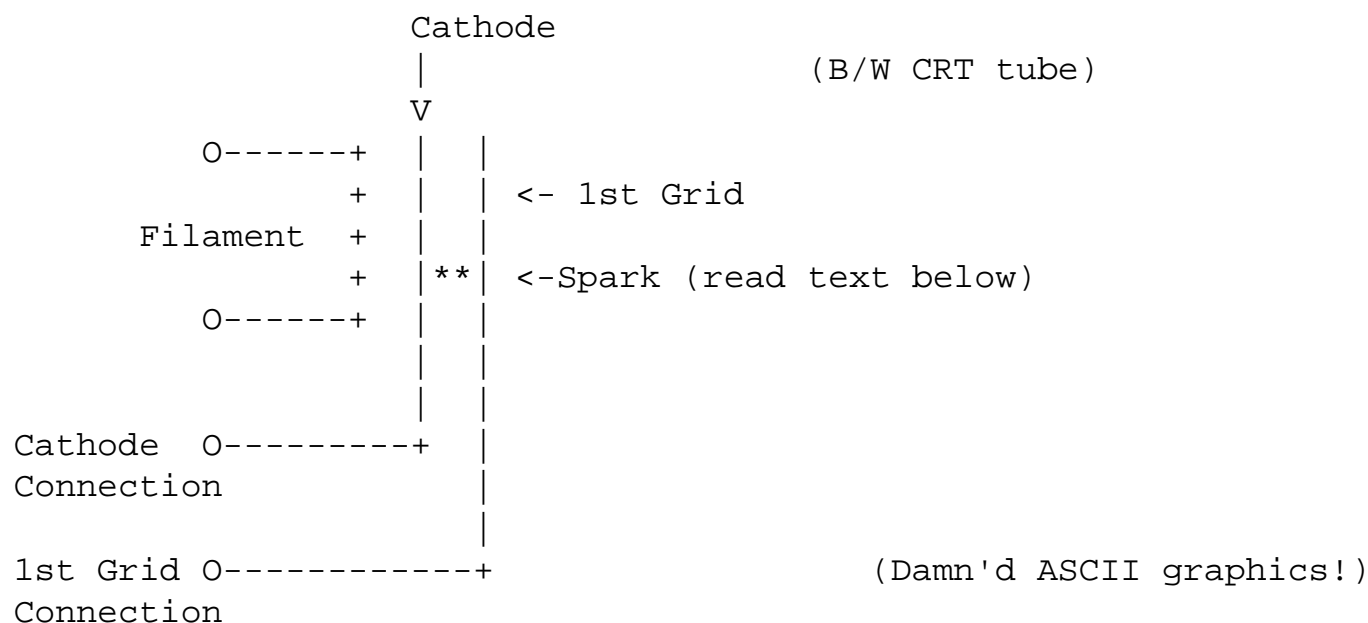 Cathode
| (B/W CRT tube)
V
O------+ | |
+ | | <- 1st Grid
Filament + | |
+ |**| <-Spark (read text below)
O------+ | |
| |
| |
Cathode O---------+ |
Connection |
|
1st Grid O------------+ (Damn'd ASCII graphics!)
Connection